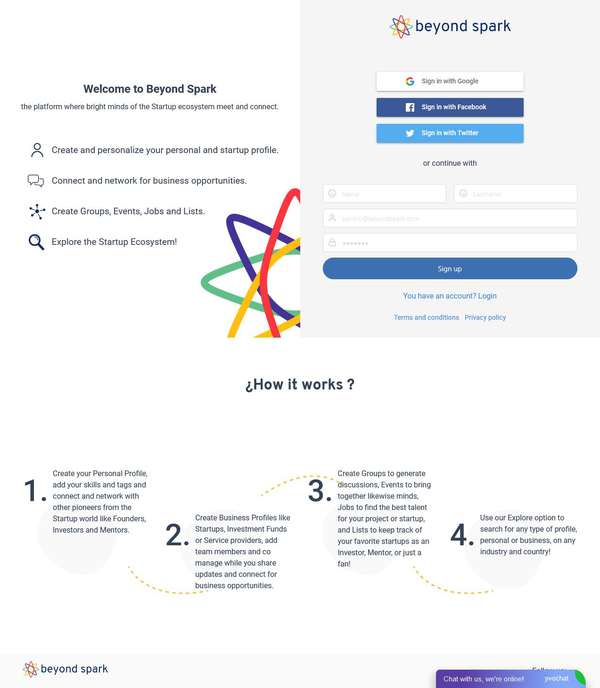 beyond spark
Welcome to Beyond Spark
the platform where bright minds of the Startup ecosystem meet and connect.
Create and personalize your personal and startup profile.
Connect and network for business opportunities.
Create Groups, Events, Jobs and Lists.
Explore the Startup Ecosystem!
Sign in with Google
Sign in with Facebook
Sign in with Twitter
or continue with
Name
Sign up
You have an account? Login
Terms and conditions Privacy policy
¿How it works ?
1.
Create your Personal Profile,
add your skills and tags and
connect and network with
other pioneers from the
Startup world like Founders,
Investors and Mentors.
2.
Create Business Profiles like
Startups, Investment Funds
or Service providers, add
team members and co
manage while you share
updates and connect for
business opportunities.
3.
Create Groups to generate
discussions, Events to bring
together likewise minds,
Jobs to find the best talent
for your project or startup,
and Lists to keep track of
your favorite startups as an
Investor, Mentor, or just a
fan!
4.
Use our Explore option to
search for any type of profile,
personal or business, on any
industry and country!
beyond spark
Chat with us, we're online!